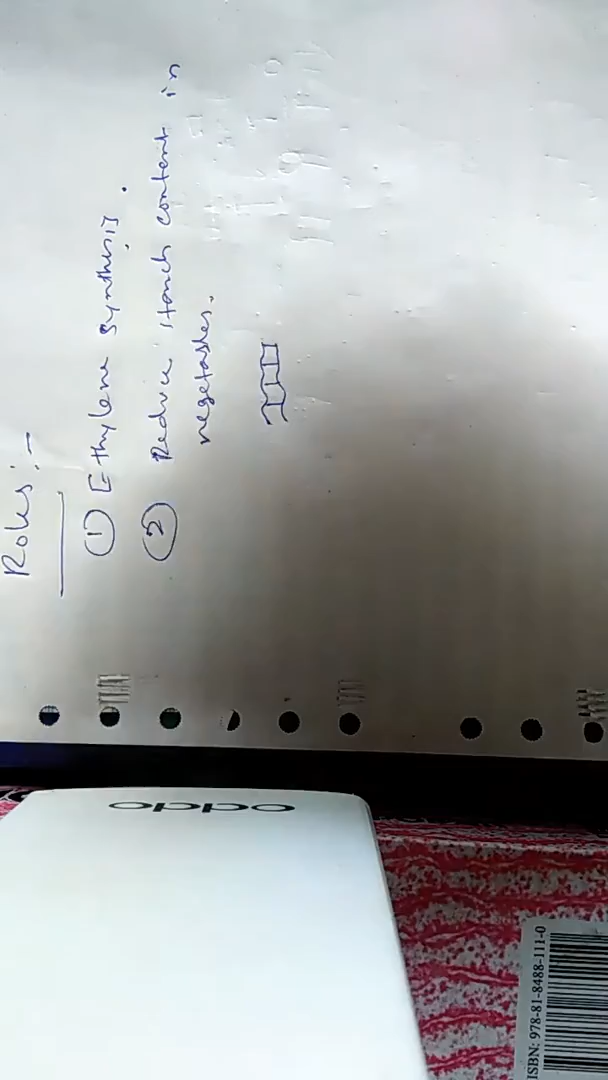 Roles:-
① Ethylene synthesis.
② Reduce starch content in
vegetables.
oppo
ISBN: 978-81-8488-111-0